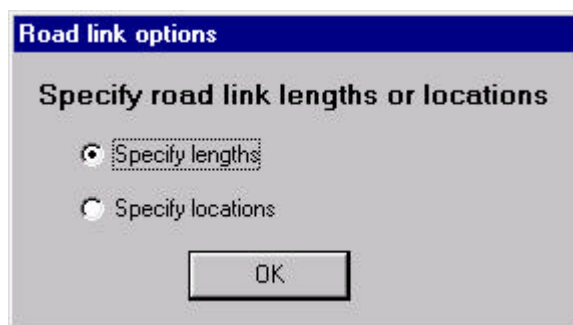 Road link options
Specify road link lengths or locations
Specify lengths
Specify locations
OK